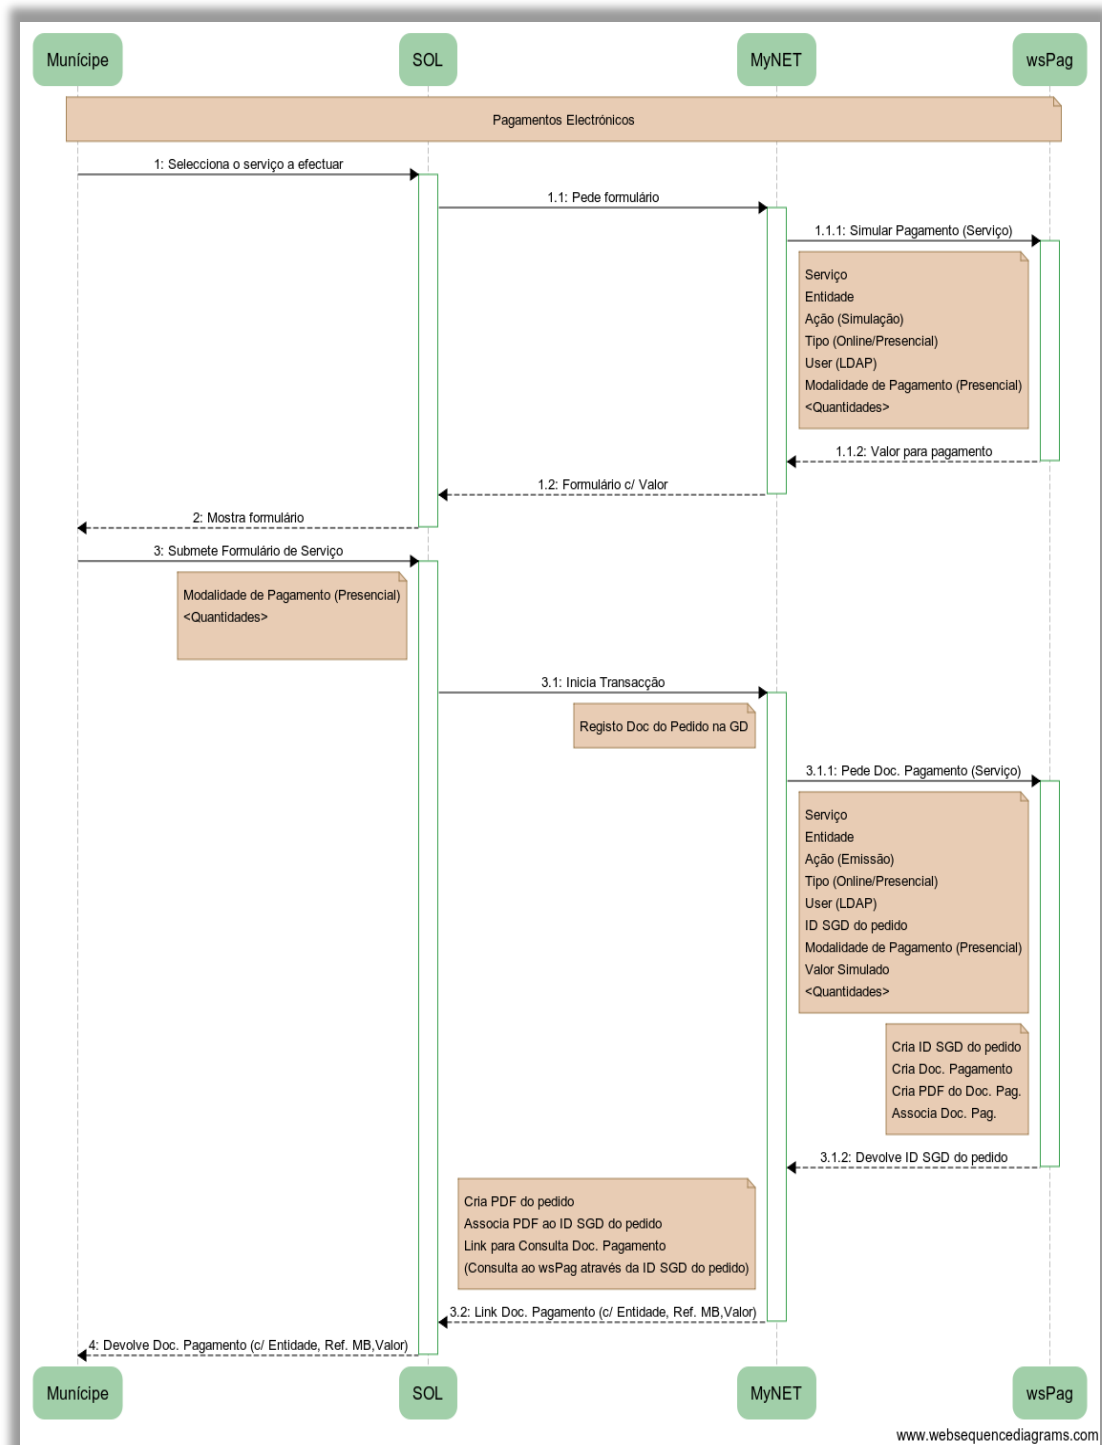 Munícipe
SOL
MyNET
wsPag
Pagamentos Electrónicos
1: Selecciona o serviço a efectuar
1.1: Pede formulário
1.1.1: Simular Pagamento (Serviço)
Serviço
Entidade
Ação (Simulação)
Tipo (Online/Presencial)
User (LDAP)
Modalidade de Pagamento (Presencial)
<Quantidades>
1.1.2: Valor para pagamento
1.2: Formulário c/ Valor
2: Mostra formulário
3: Submete Formulário de Serviço
Modalidade de Pagamento (Presencial)
<Quantidades>
3.1: Inicia Transacção
Registo Doc do Pedido na GD
3.1.1: Pede Doc. Pagamento (Serviço)
Serviço
Entidade
Ação (Emissão)
Tipo (Online/Presencial)
User (LDAP)
ID SGD do pedido
Modalidade de Pagamento (Presencial)
Valor Simulado
<Quantidades>
Cria ID SGD do pedido
Cria Doc. Pagamento
Cria PDF do Doc. Pag.
Associa Doc. Pag.
3.1.2: Devolve ID SGD do pedido
Cria PDF do pedido
Associa PDF ao ID SGD do pedido
Link para Consulta Doc. Pagamento
(Consulta ao wsPag através da ID SGD do pedido)
3.2: Link Doc. Pagamento (c/ Entidade, Ref. MB,Valor)
4: Devolve Doc. Pagamento (c/ Entidade, Ref. MB,Valor)
Munícipe
SOL
MyNET
wsPag
www.websequencediagrams.com